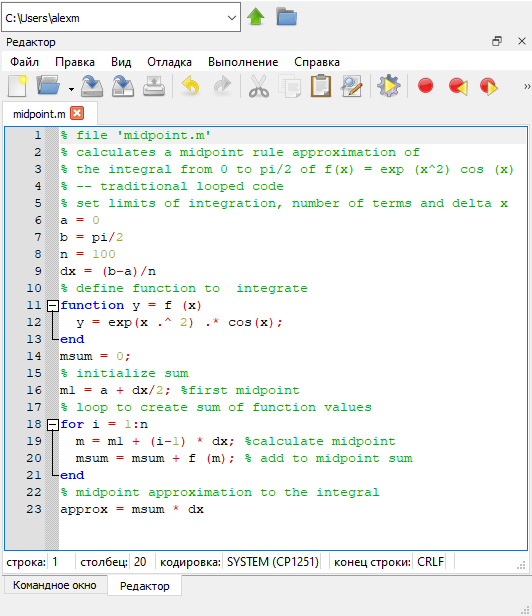 C:\Users\alexm
Редактор
Файл Правка Вид Отладка Выполнение Справка
midpoint.m
1 % file 'midpoint.m'
2 % calculates a midpoint rule approximation of
3 % the integral from 0 to pi/2 of f(x) = exp (x^2) cos (x)
4 % -- traditional looped code
5 % set limits of integration, number of terms and delta x
6 a = 0
7 b = pi/2
8 n = 100
9 dx = (b-a)/n
10 % define function to  integrate
11 function y = f (x)
12   y = exp(x .^ 2) .* cos(x);
13 end
14 msum = 0;
15 % initialize sum
16 m1 = a + dx/2; %first midpoint
17 % loop to create sum of function values
18 for i = 1:n
19   m = m1 + (i-1) * dx; %calculate midpoint
20   msum = msum + f (m); % add to midpoint sum
21 end
22 % midpoint approximation to the integral
23 approx = msum * dx
строка: 1 столбец: 20 кодировка: SYSTEM (CP1251) конец строки: CRLF
Командное окно Редактор